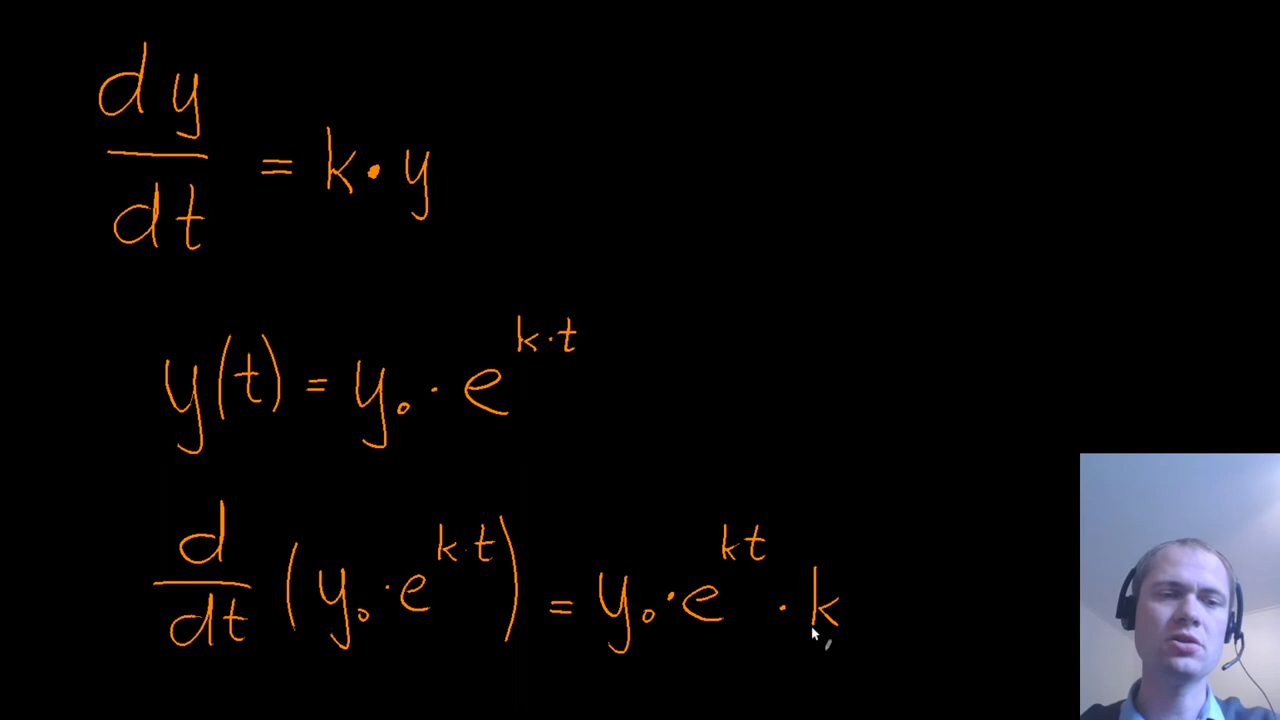 dy/dt = k · y
y(t) = y₀ · e^(k·t)
d/dt (y₀ · e^(k·t)) = y₀ · e^(kt) · k